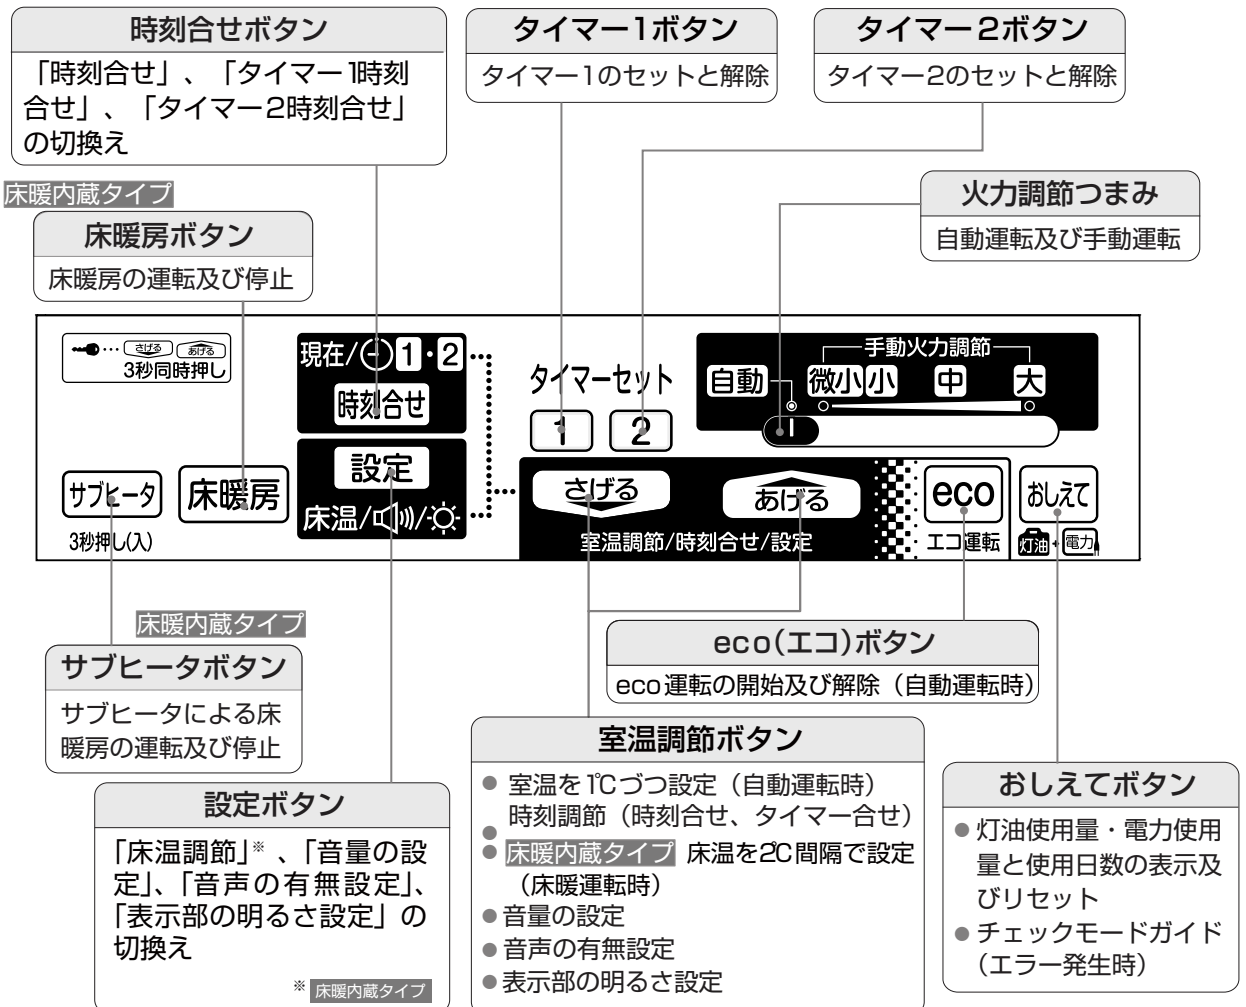 時刻合せボタン
「時刻合せ」、「タイマー1時刻
合せ」、「タイマー2時刻合せ」
の切換え
タイマー1ボタン
タイマー1のセットと解除
タイマー2ボタン
タイマー2のセットと解除
火力調節つまみ
自動運転及び手動運転
床暖内蔵タイプ
床暖房ボタン
床暖房の運転及び停止
さげる あげる
3秒同時押し
現在/ 1・2
時刻合せ
設定
床温/
サブヒータ
3秒押し(入)
床暖房
タイマーセット
1 2
手動火力調節
自動 微小 小 中 大
さげる あげる
室温調節/時刻合せ/設定
eco
エコ運転
おしえて
灯油・電力
床暖内蔵タイプ
サブヒータボタン
サブヒータによる床
暖房の運転及び停止
eco(エコ)ボタン
eco運転の開始及び解除（自動運転時）
設定ボタン
「床温調節」※、「音量の設
定」、「音声の有無設定」、
「表示部の明るさ設定」の
切換え
※ 床暖内蔵タイプ
室温調節ボタン
● 室温を1℃づつ設定（自動運転時）
● 時刻調節（時刻合せ、タイマー合せ）
● 床暖内蔵タイプ 床温を2℃間隔で設定
（床暖運転時）
● 音量の設定
● 音声の有無設定
● 表示部の明るさ設定
おしえてボタン
● 灯油使用量・電力使用
量と使用日数の表示及
びリセット
● チェックモードガイド
（エラー発生時）